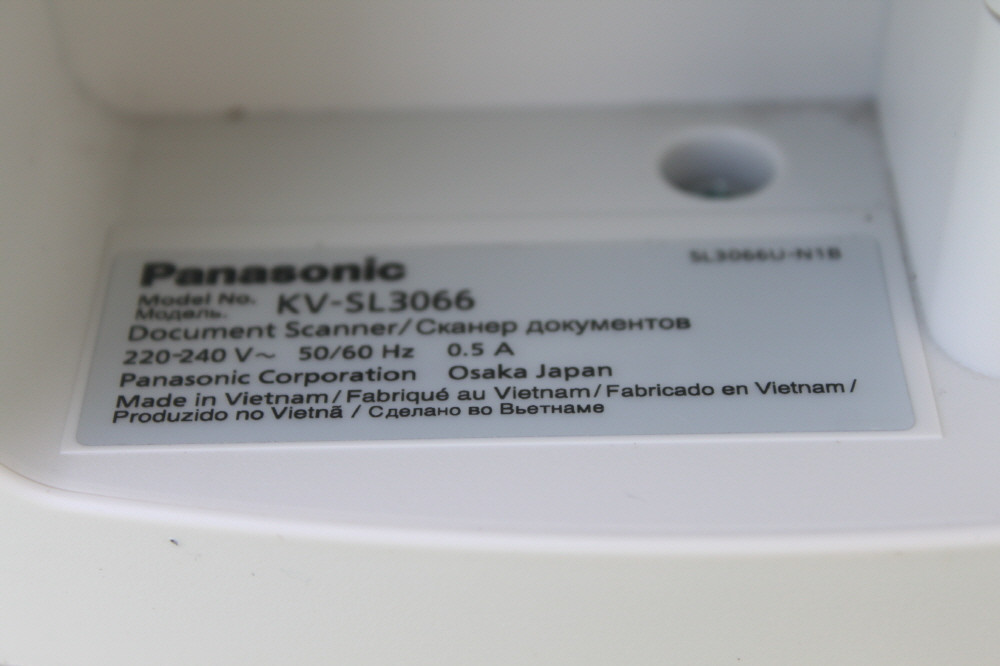 Panasonic
SL3066U-N1B
Model No. KV-SL3066
Модель.
Document Scanner/Сканер документов
220-240 V~ 50/60 Hz 0.5 A
Panasonic Corporation Osaka Japan
Made in Vietnam/Fabriqué au Vietnam/Fabricado en Vietnam/
Produzido no Vietnã / Сделано во Вьетнаме